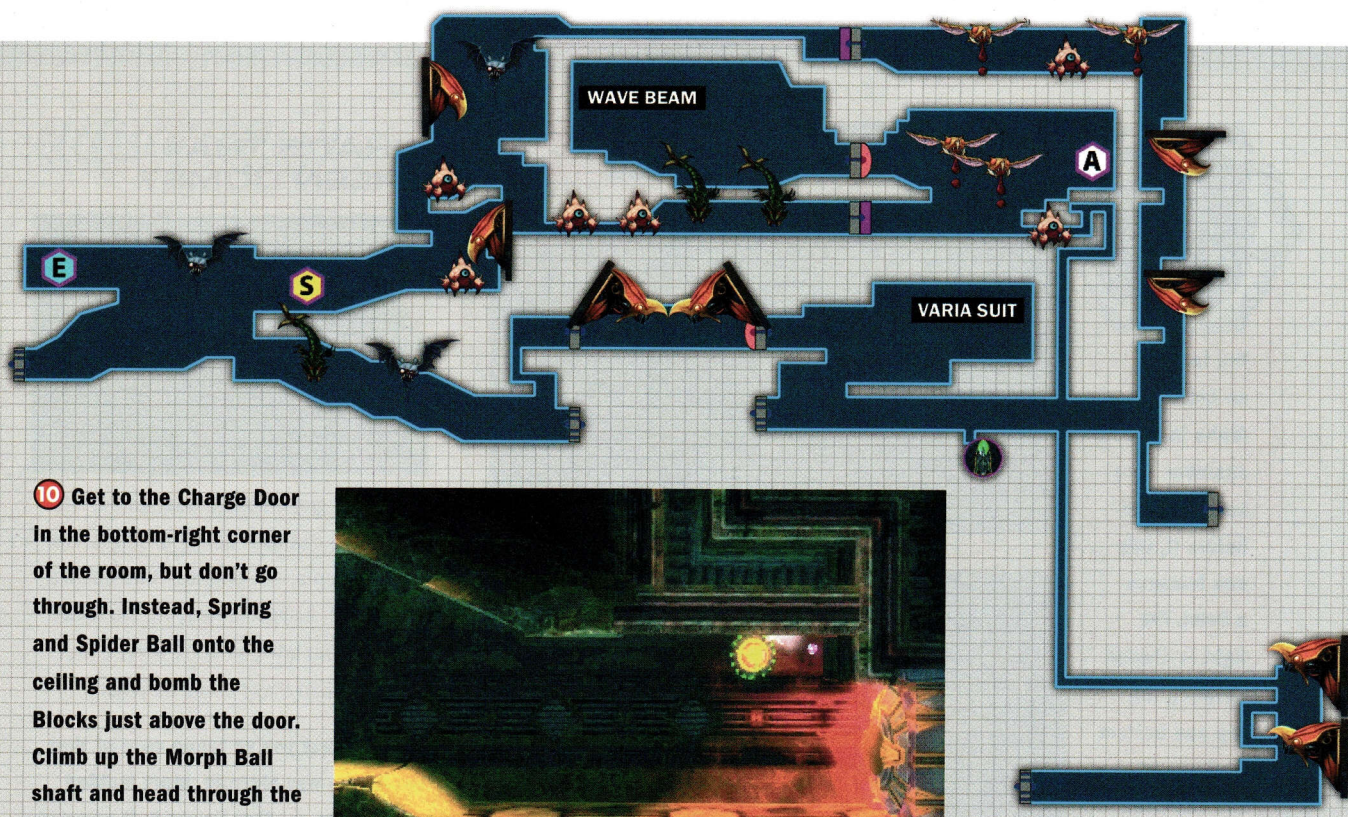 WAVE BEAM
A
E
S
VARIA SUIT
10 Get to the Charge Door
in the bottom-right corner
of the room, but don't go
through. Instead, Spring
and Spider Ball onto the
ceiling and bomb the
Blocks just above the door.
Climb up the Morph Ball
shaft and head through the